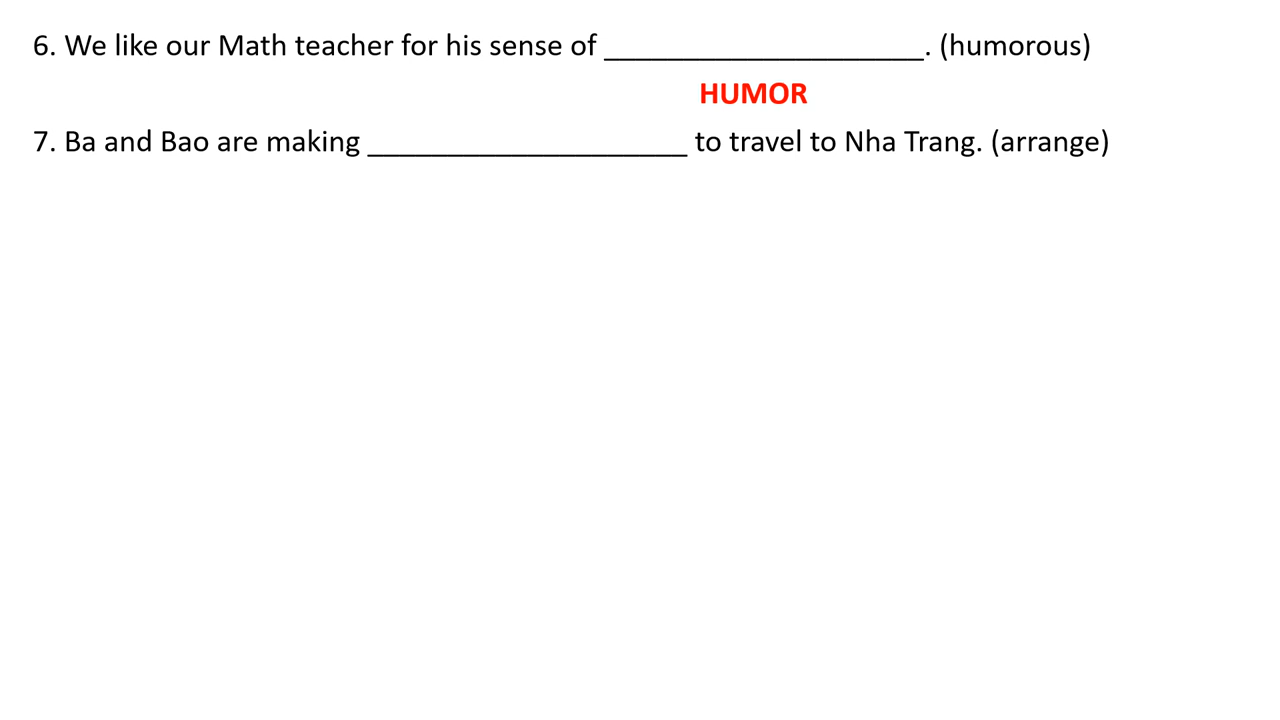 6. We like our Math teacher for his sense of ____________________. (humorous)
HUMOR
7. Ba and Bao are making ____________________ to travel to Nha Trang. (arrange)